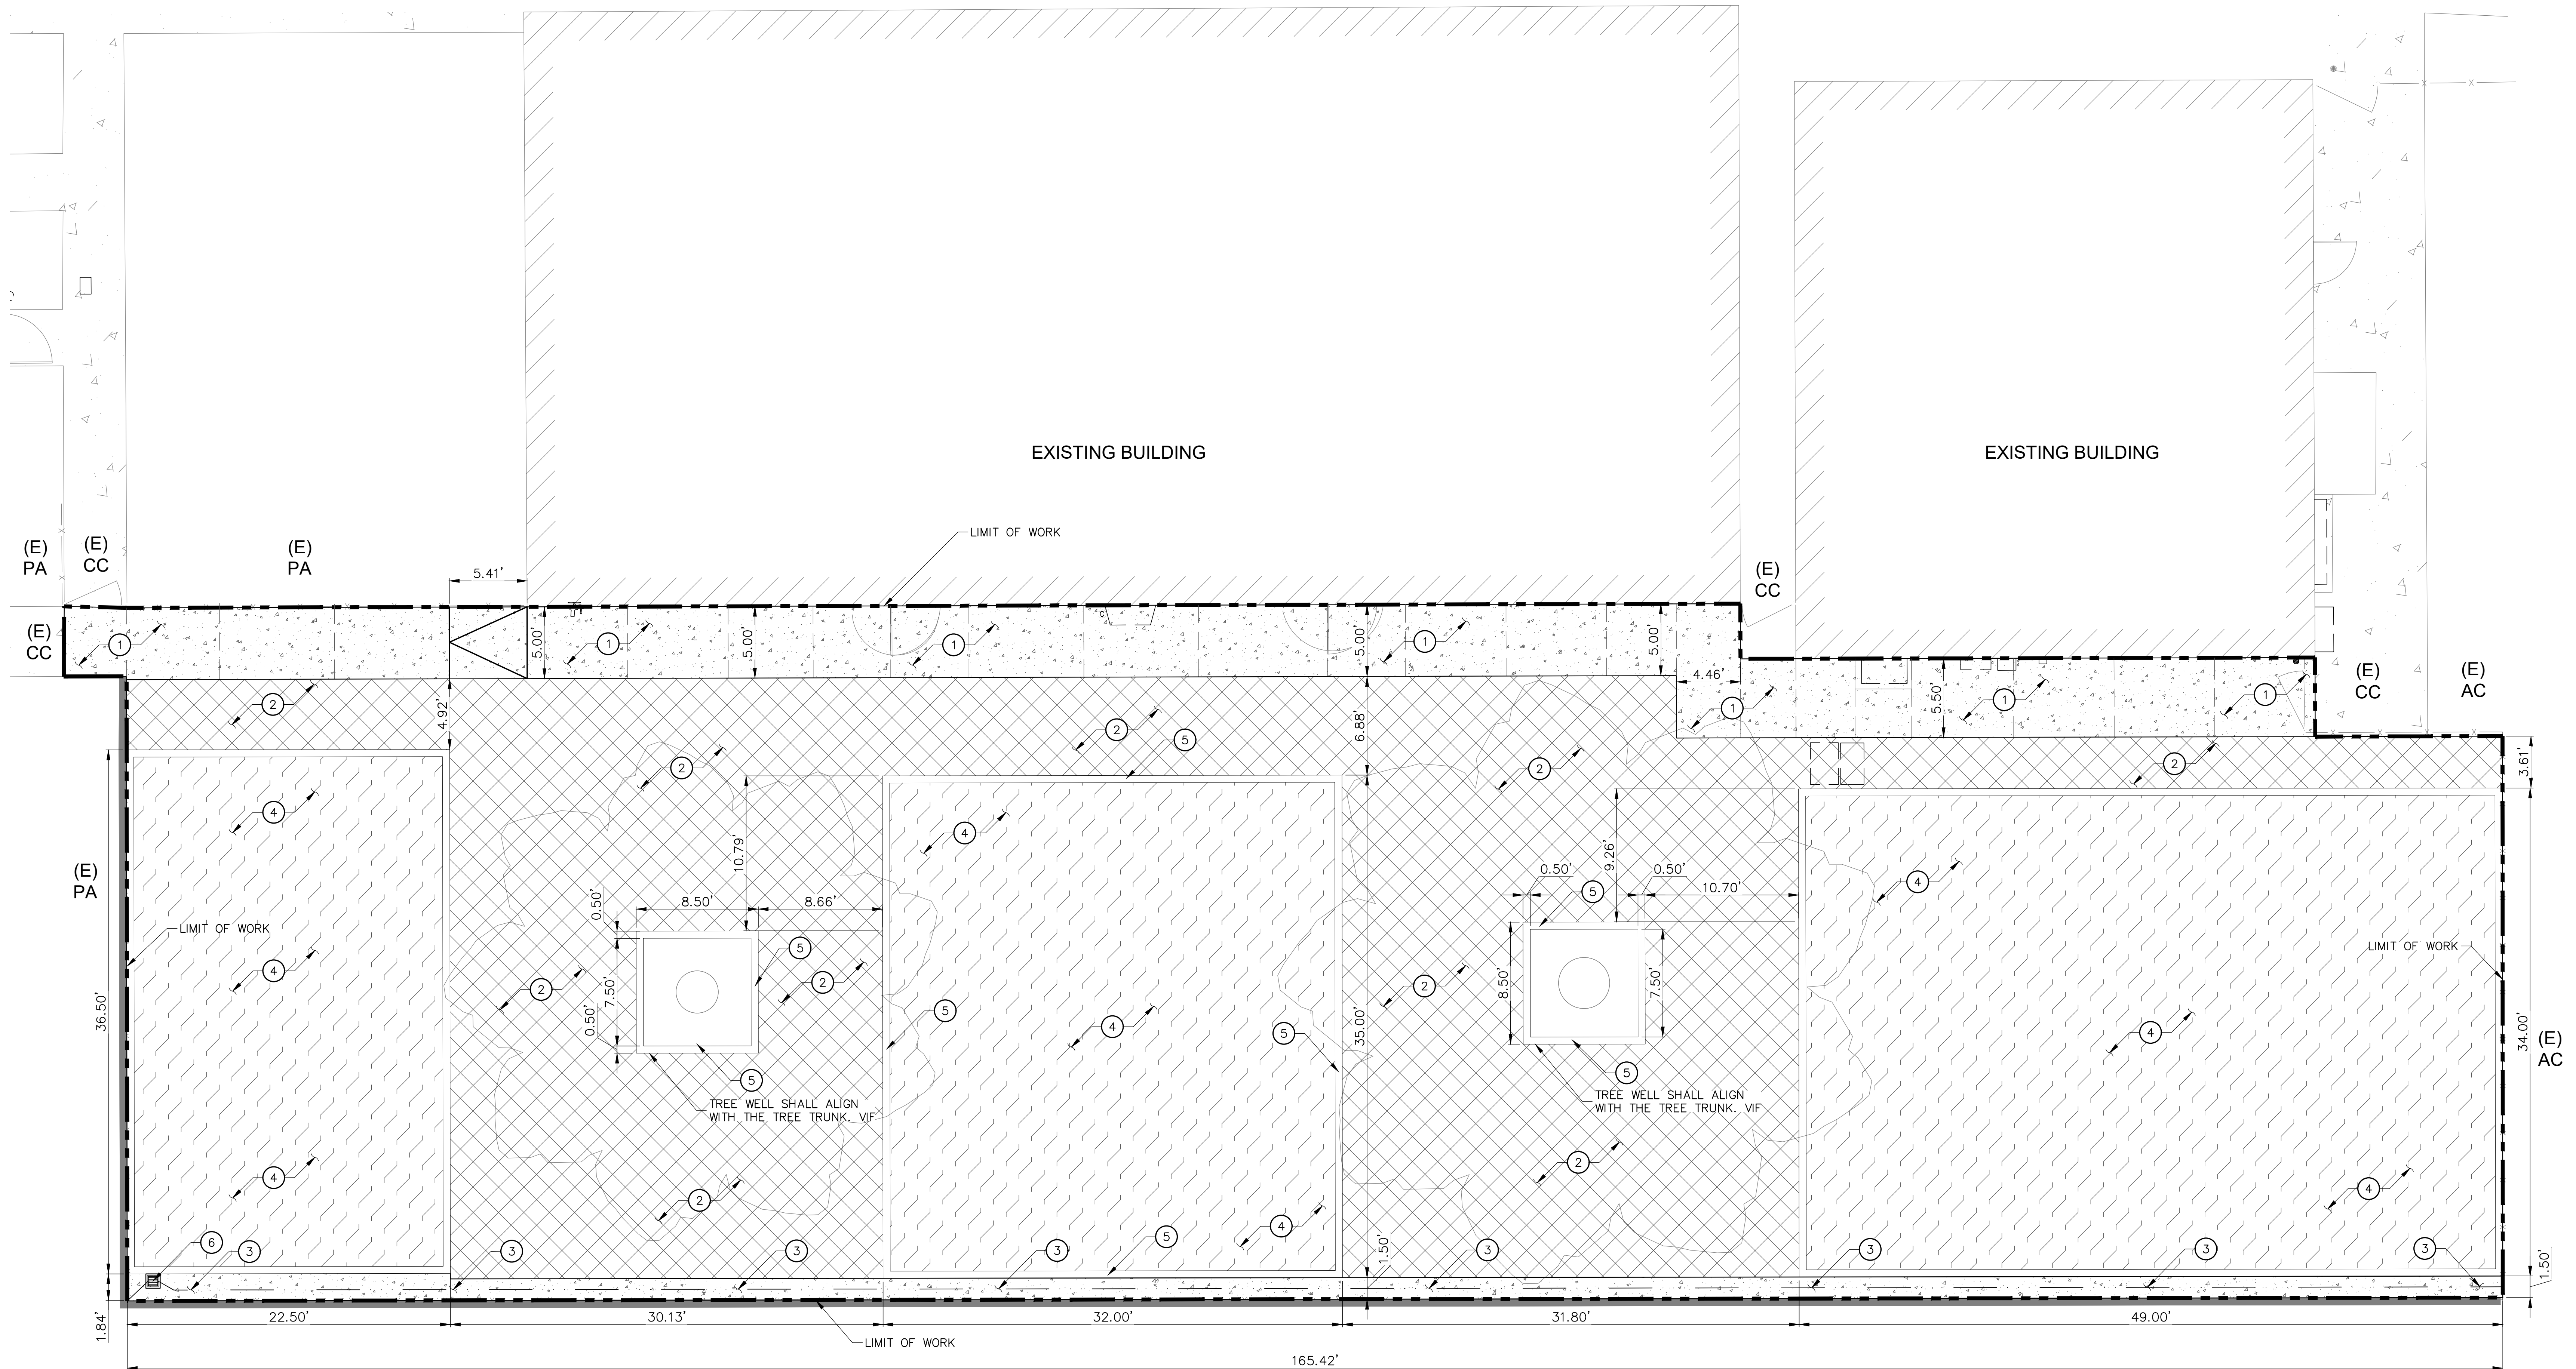 EXISTING BUILDING
EXISTING BUILDING
LIMIT OF WORK
(E)
PA
(E)
CC
(E)
PA
(E)
CC
5.41'
(E)
CC
1
5.00'
1
5.00'
1
5.00'
1
5.00'
4.46'
1
5.50'
1
1
(E)
CC
(E)
AC
2
4.92'
2
5
6.88'
2
2
2
3.61'
4
10.79'
4
9.26'
4
(E)
PA
0.50'
8.50'
8.66'
0.50'
5
0.50'
10.70'
LIMIT OF WORK
5
LIMIT OF WORK
36.50'
4
2
7.50'
2
5
4
35.00'
5
2
8.50'
7.50'
4
34.00'
(E)
AC
0.50'
5
TREE WELL SHALL ALIGN
WITH THE TREE TRUNK. VIF
5
TREE WELL SHALL ALIGN
WITH THE TREE TRUNK. VIF
4
2
2
4
4
6
3
3
3
3
5
1.50'
3
3
3
3
1.50'
1.84'
22.50'
30.13'
32.00'
31.80'
49.00'
LIMIT OF WORK
165.42'